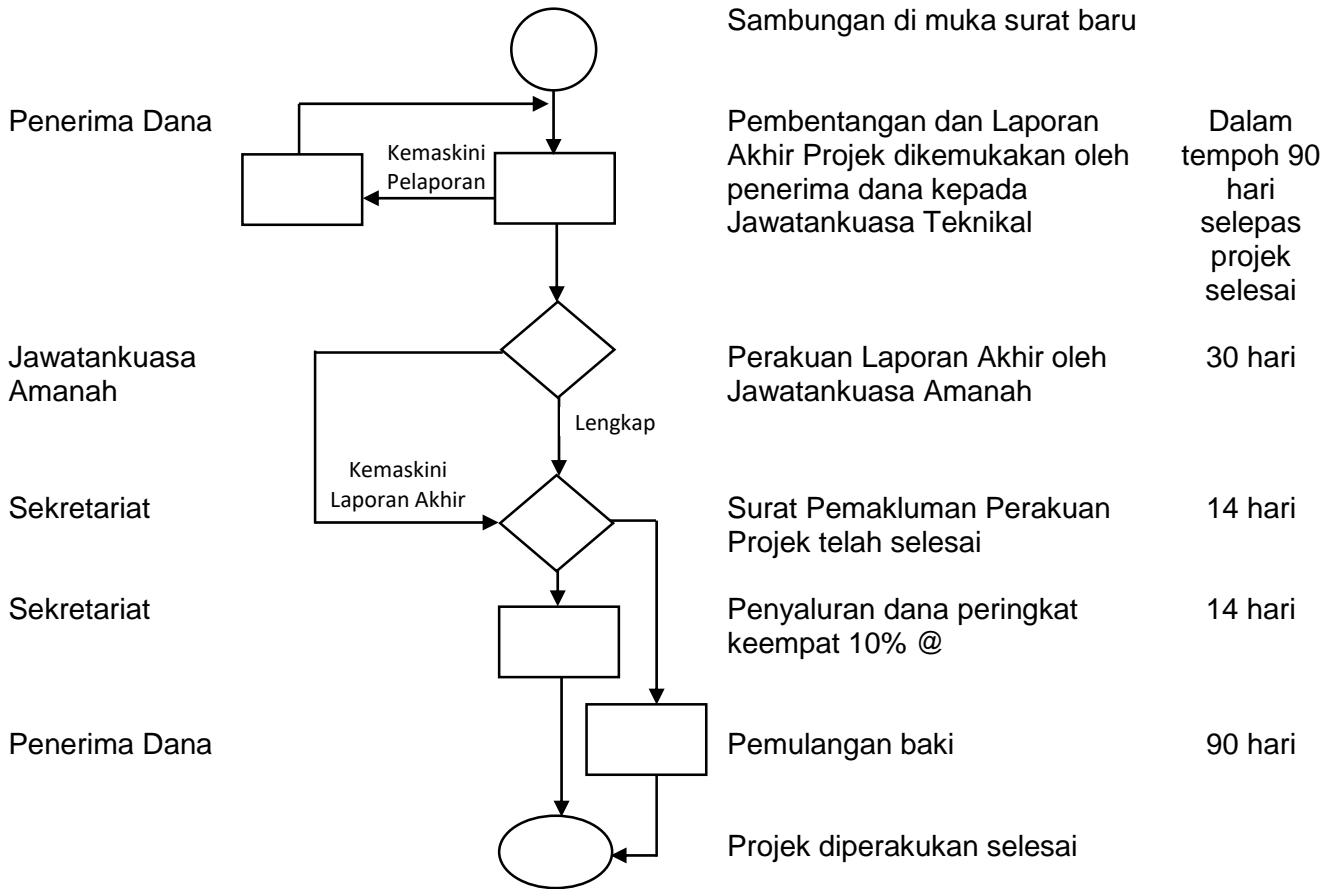 Sambungan di muka surat baru
Penerima Dana
Kemaskini
Pelaporan
Pembentangan dan Laporan
Akhir Projek dikemukakan oleh
penerima dana kepada
Jawatankuasa Teknikal
Dalam
tempoh 90
hari
selepas
projek
selesai
Jawatankuasa
Amanah
Perakuan Laporan Akhir oleh
Jawatankuasa Amanah
30 hari
Lengkap
Kemaskini
Laporan Akhir
Sekretariat
Surat Pemakluman Perakuan
Projek telah selesai
14 hari
Sekretariat
Penyaluran dana peringkat
keempat 10% @
14 hari
Penerima Dana
Pemulangan baki
90 hari
Projek diperakukan selesai